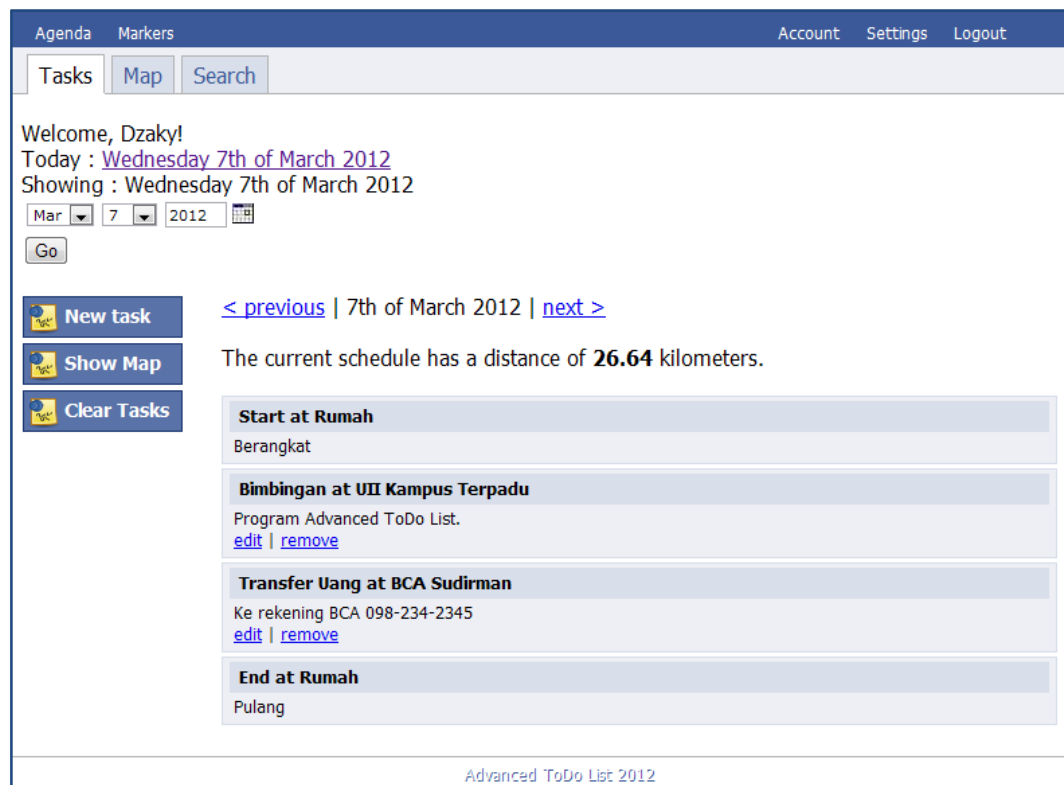 Agenda Markers Account Settings Logout
Tasks Map Search
Welcome, Dzaky!
Today : Wednesday 7th of March 2012
Showing : Wednesday 7th of March 2012
Mar 7 2012
Go
New task
Show Map
Clear Tasks
< previous | 7th of March 2012 | next >
The current schedule has a distance of 26.64 kilometers.
Start at Rumah
Berangkat
Bimbingan at UII Kampus Terpadu
Program Advanced ToDo List.
edit | remove
Transfer Uang at BCA Sudirman
Ke rekening BCA 098-234-2345
edit | remove
End at Rumah
Pulang
Advanced ToDo List 2012